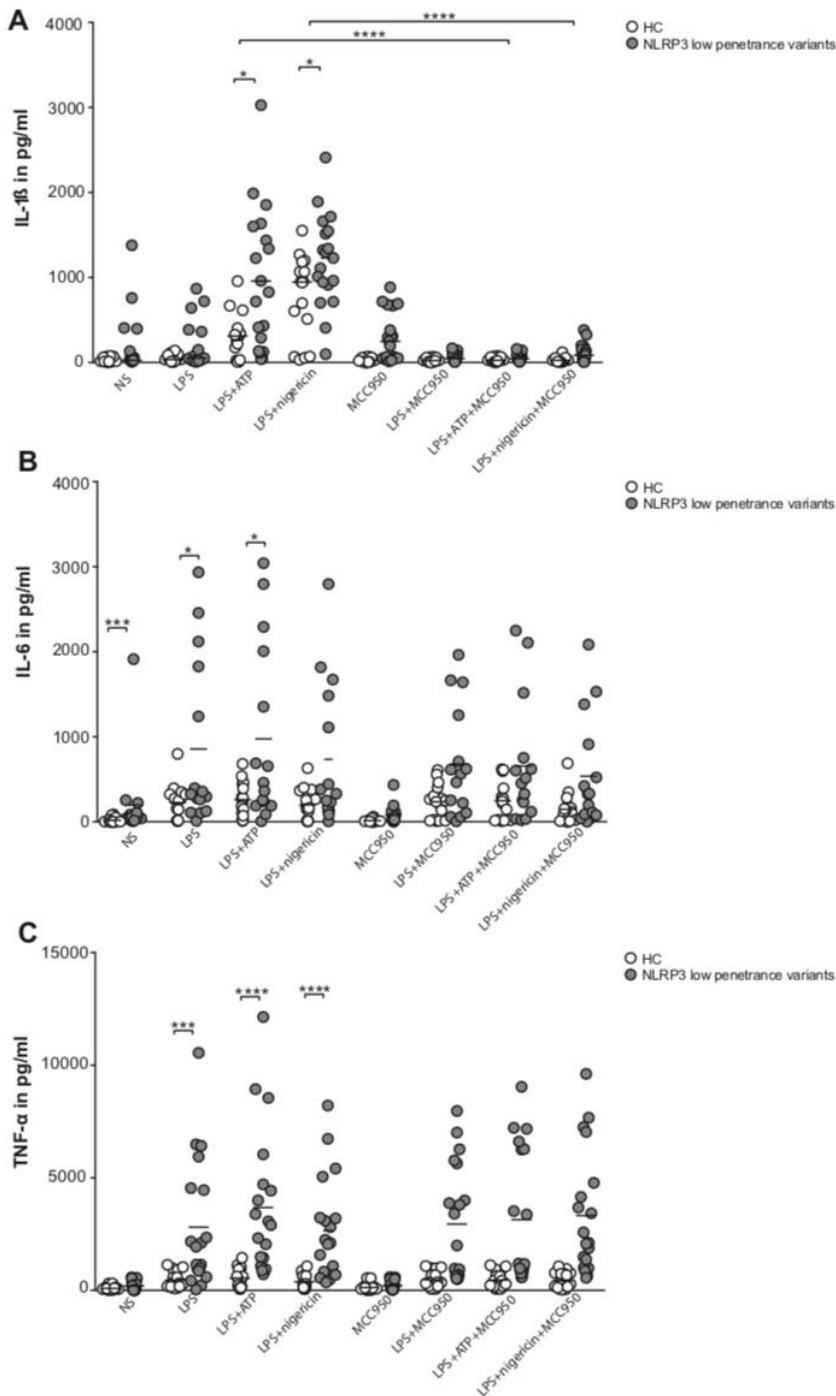 A
IL-1ß in pg/ml
4000
3000
2000
1000
0
****
****
*
*
HC
NLRP3 low penetrance variants
NS
LPS
LPS+ATP
LPS+nigericin
MCC950
LPS+MCC950
LPS+ATP+MCC950
LPS+nigericin+MCC950
B
IL-6 in pg/ml
4000
3000
2000
1000
0
***
*
*
HC
NLRP3 low penetrance variants
NS
LPS
LPS+ATP
LPS+nigericin
MCC950
LPS+MCC950
LPS+ATP+MCC950
LPS+nigericin+MCC950
C
TNF-α in pg/ml
15000
10000
5000
0
***
****
****
HC
NLRP3 low penetrance variants
NS
LPS
LPS+ATP
LPS+nigericin
MCC950
LPS+MCC950
LPS+ATP+MCC950
LPS+nigericin+MCC950